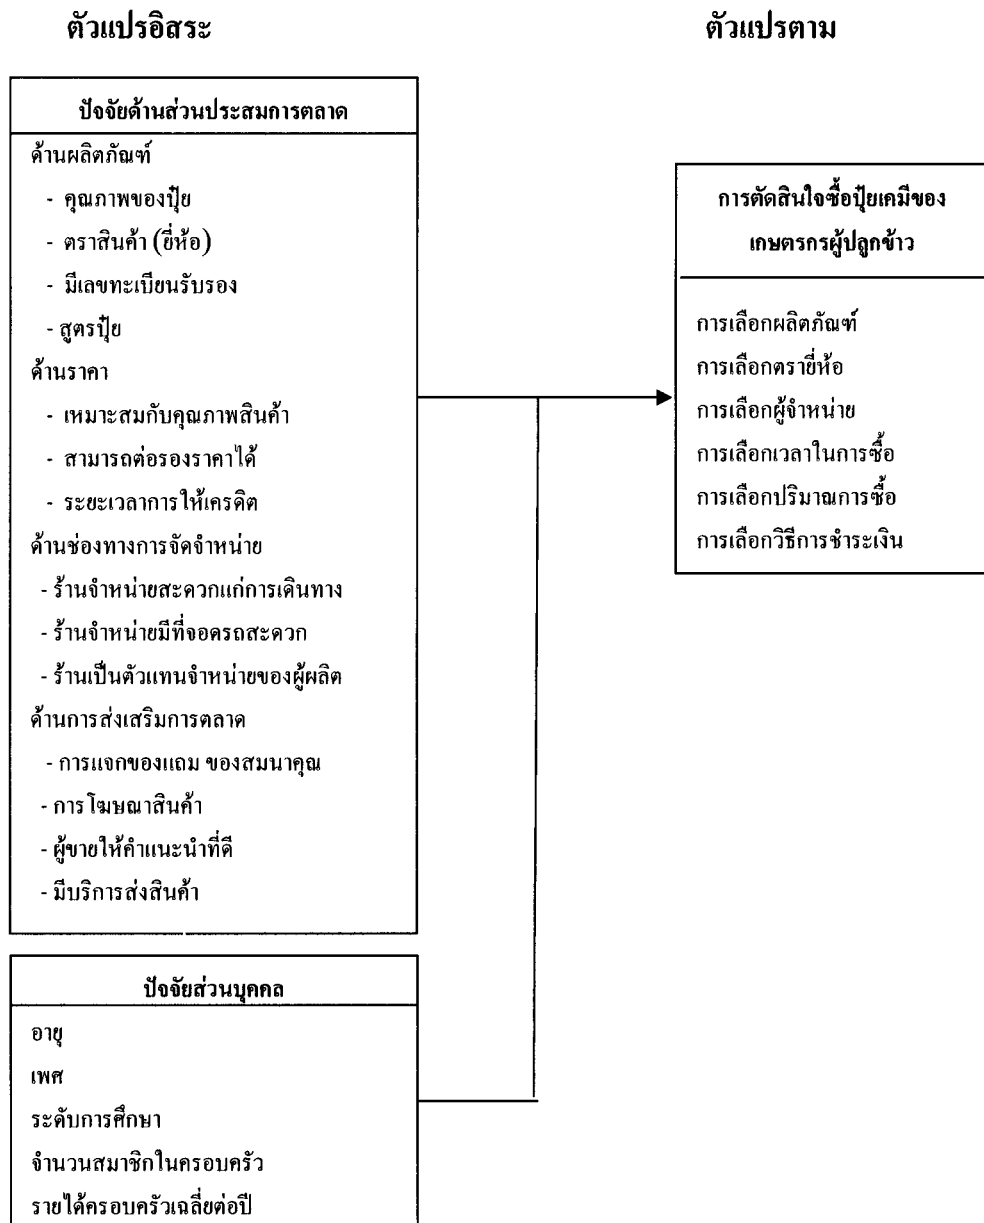 ตัวแปรอิสระ
ตัวแปรตาม
ปัจจัยด้านส่วนประสมการตลาด
ด้านผลิตภัณฑ์
- คุณภาพของปุ๋ย
- ตราสินค้า (ยี่ห้อ)
- มีเลขทะเบียนรับรอง
- สูตรปุ๋ย
ด้านราคา
- เหมาะสมกับคุณภาพสินค้า
- สามารถต่อรองราคาได้
- ระยะเวลาการให้เครดิต
ด้านช่องทางการจัดจำหน่าย
- ร้านจำหน่ายสะดวกแก่การเดินทาง
- ร้านจำหน่ายมีที่จอดรถสะดวก
- ร้านเป็นตัวแทนจำหน่ายของผู้ผลิต
ด้านการส่งเสริมการตลาด
- การแจกของแถม ของสมนาคุณ
- การโฆษณาสินค้า
- ผู้ขายให้คำแนะนำที่ดี
- มีบริการส่งสินค้า
ปัจจัยส่วนบุคคล
อายุ
เพศ
ระดับการศึกษา
จำนวนสมาชิกในครอบครัว
รายได้ครอบครัวเฉลี่ยต่อปี
การตัดสินใจซื้อปุ๋ยเคมีของ
เกษตรกรผู้ปลูกข้าว
การเลือกผลิตภัณฑ์
การเลือกตรายี่ห้อ
การเลือกผู้จำหน่าย
การเลือกเวลาในการซื้อ
การเลือกปริมาณการซื้อ
การเลือกวิธีการชำระเงิน